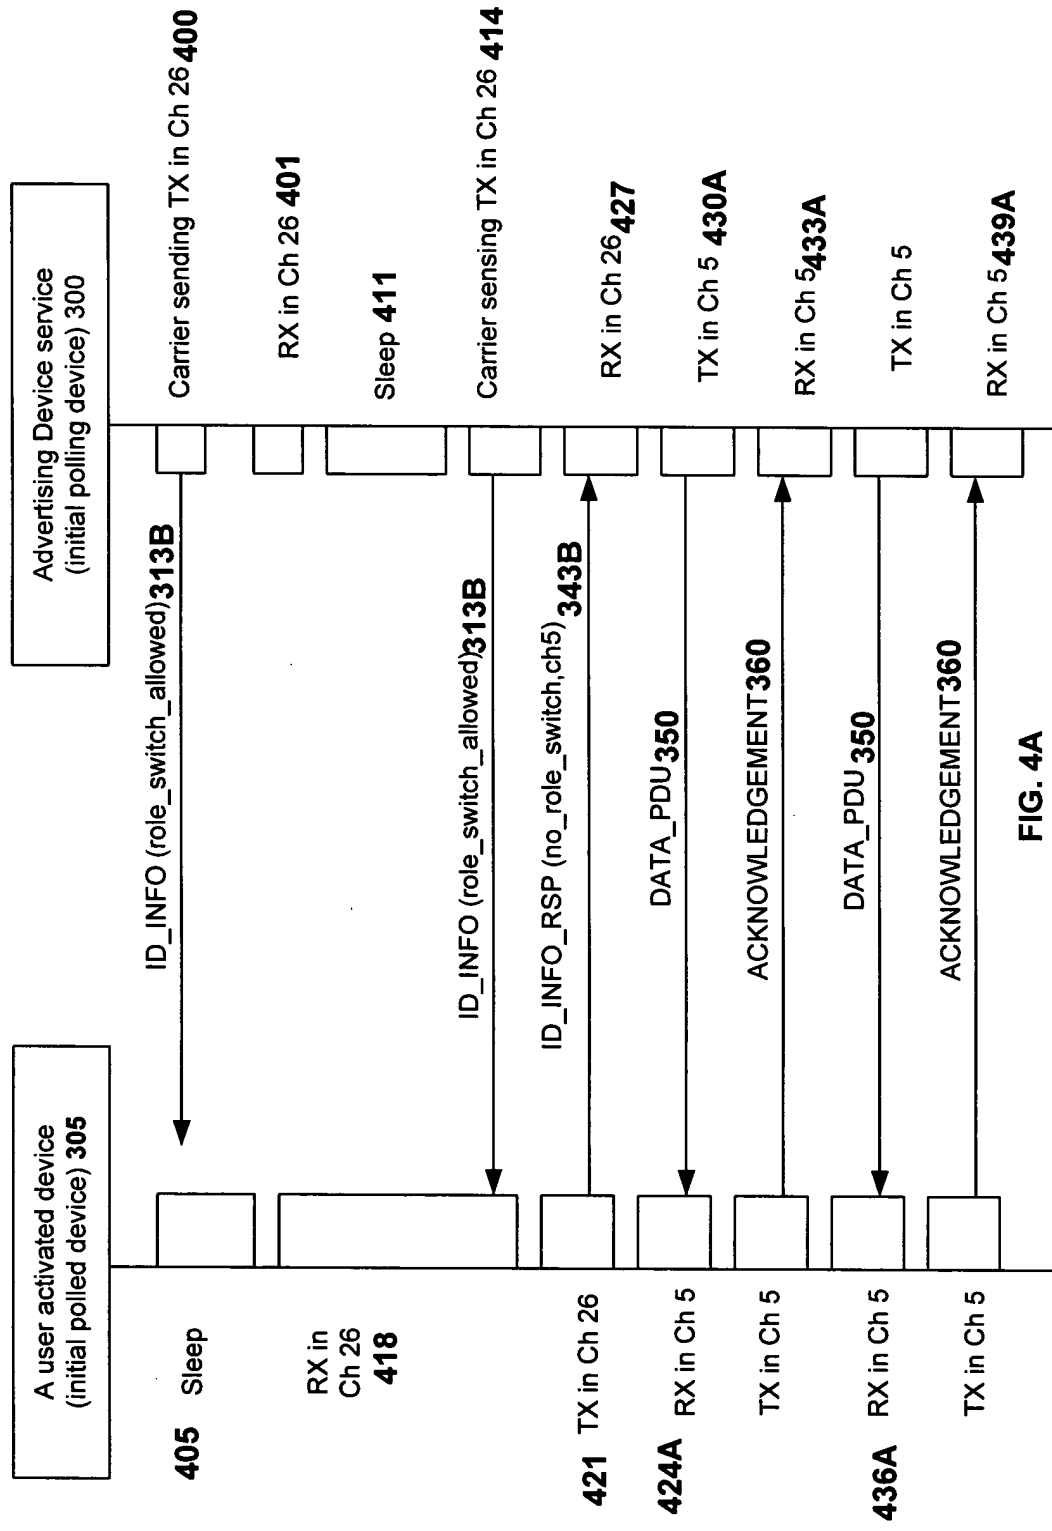 A user activated device
(initial polled device) 305
Advertising Device service
(initial polling device) 300
405 Sleep
ID_INFO (role_switch_allowed)313B
Carrier sending TX in Ch 26 400
RX in Ch 26 401
RX in
Ch 26
418
Sleep 411
ID_INFO (role_switch_allowed)313B
Carrier sensing TX in Ch 26 414
421 TX in Ch 26
ID_INFO_RSP (no_role_switch,ch5) 343B
RX in Ch 26 427
424A RX in Ch 5
DATA_PDU 350
TX in Ch 5 430A
TX in Ch 5
ACKNOWLEDGEMENT360
RX in Ch 5 433A
436A RX in Ch 5
DATA_PDU 350
TX in Ch 5
TX in Ch 5
ACKNOWLEDGEMENT360
RX in Ch 5 439A
FIG. 4A